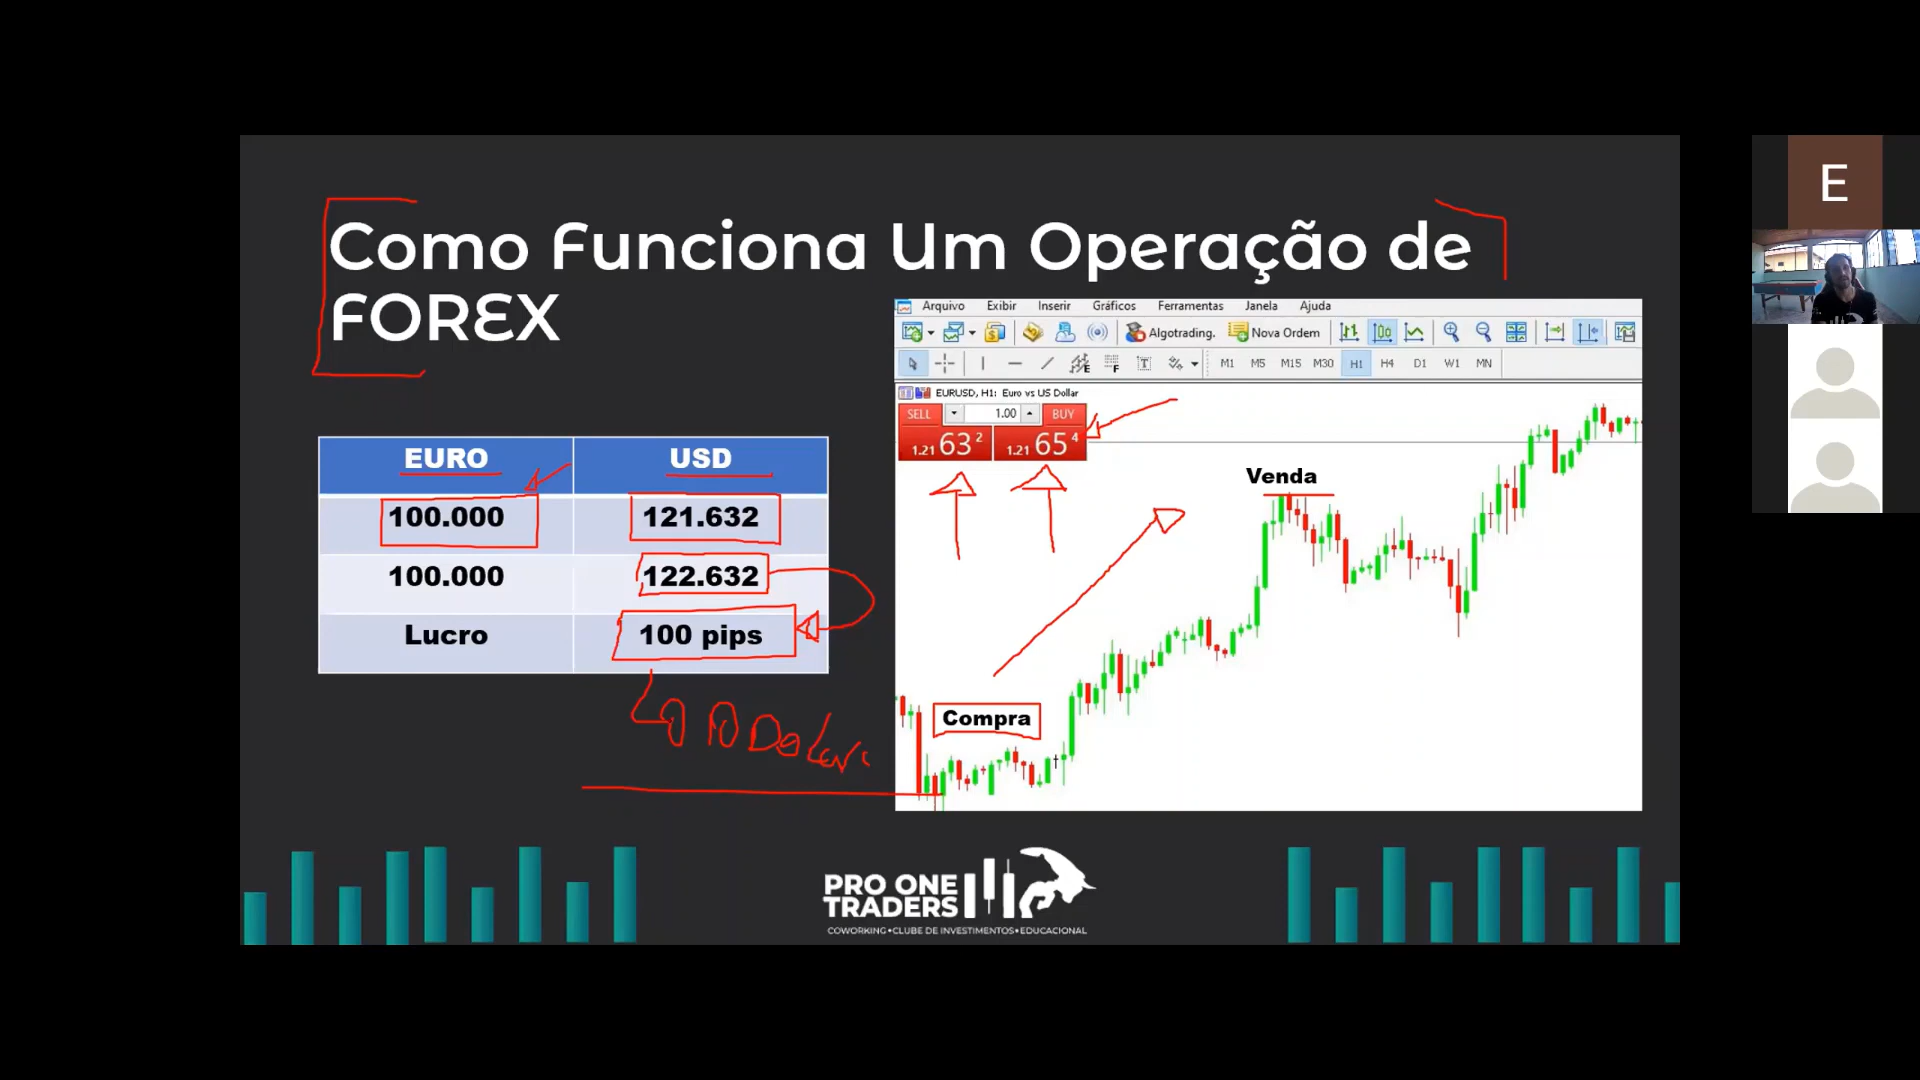 Como Funciona Um Operação de
FOREX
EURO USD
100.000 121.632
100.000 122.632
Lucro 100 pips
Arquivo Exibir Inserir Gráficos Ferramentas Janela Ajuda
Algotrading. Nova Ordem
M1 M5 M15 M30 H1 H4 D1 W1 MN
EURUSD, H1: Euro vs US Dollar
SELL 1.00 BUY
1.21 63 2 1.21 65 4
Venda
Compra
PRO ONE
TRADERS
COWORKING•CLUBE DE INVESTIMENTOS•EDUCACIONAL
E